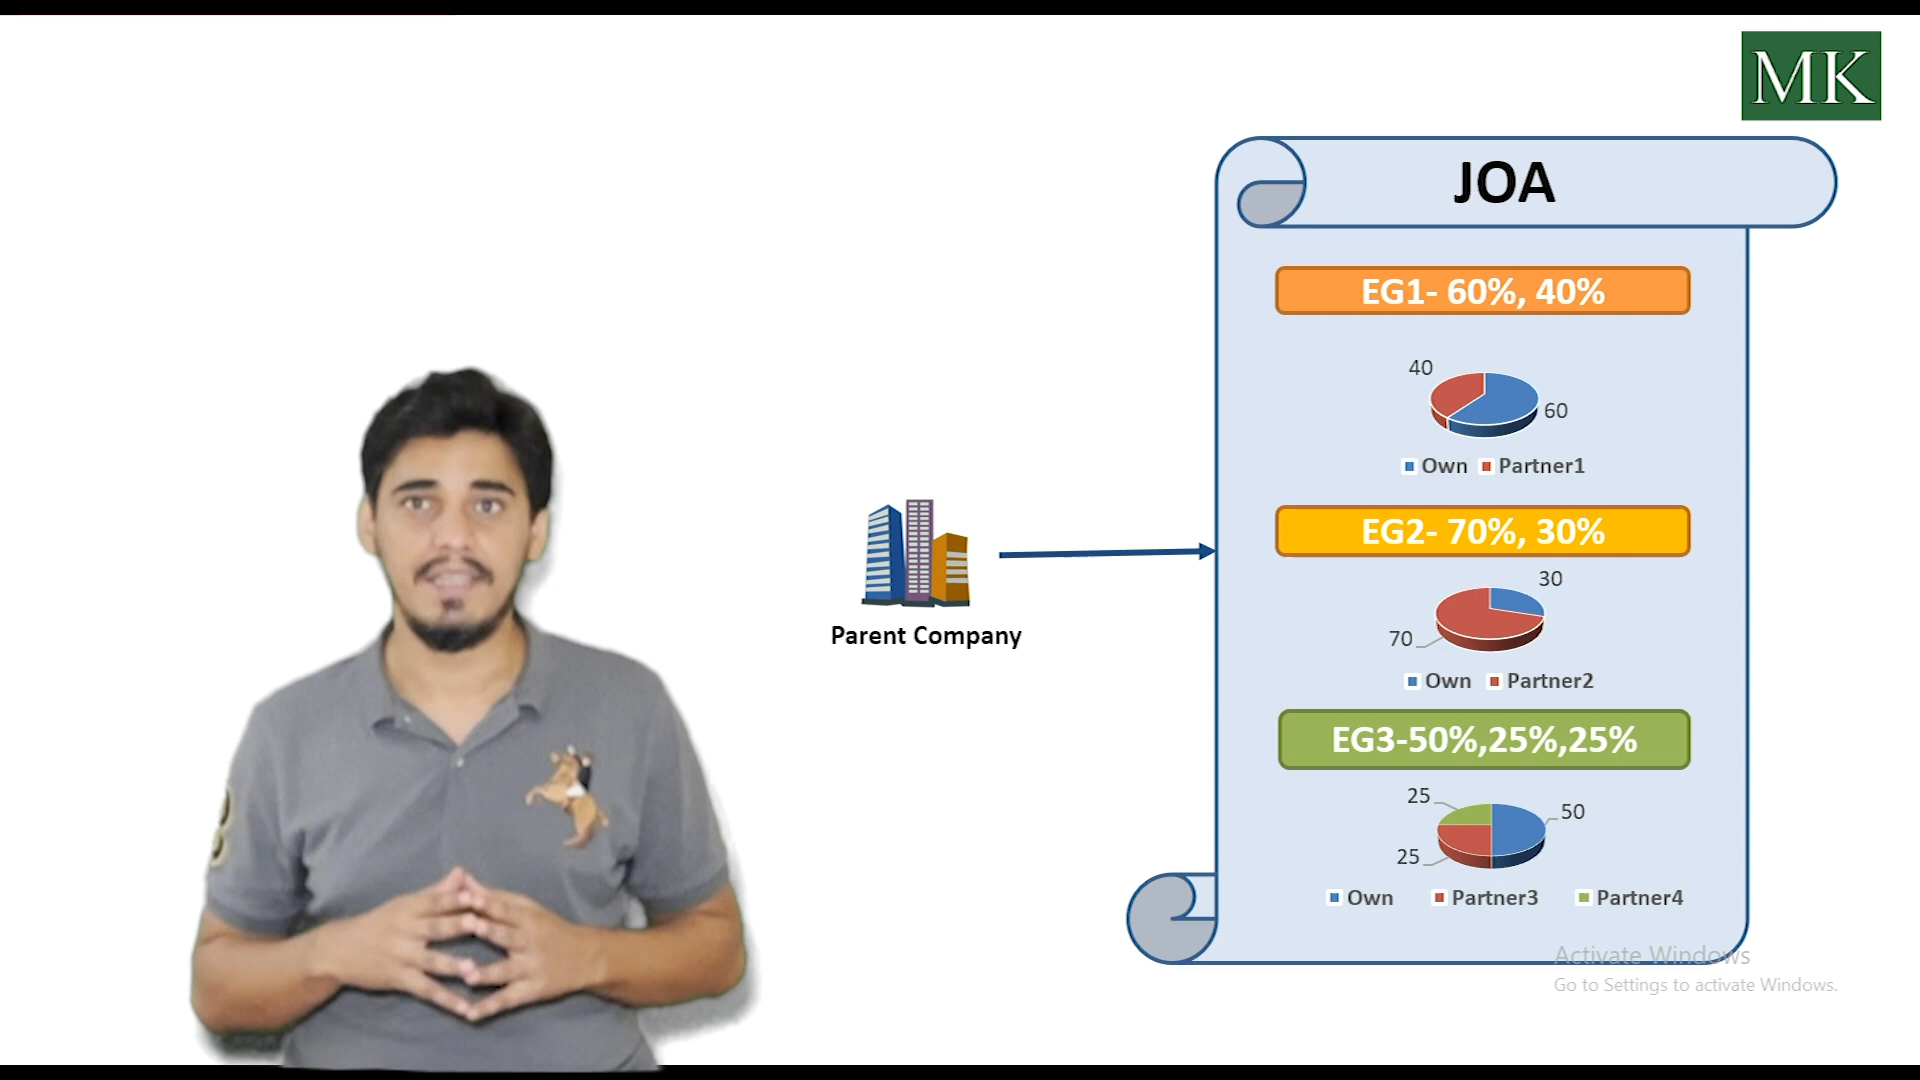 MK
JOA
EG1- 60%, 40%
40
60
Own Partner1
EG2- 70%, 30%
30
70
Own Partner2
Parent Company
EG3-50%,25%,25%
25
50
25
Own Partner3 Partner4
Activate Windows
Go to Settings to activate Windows.